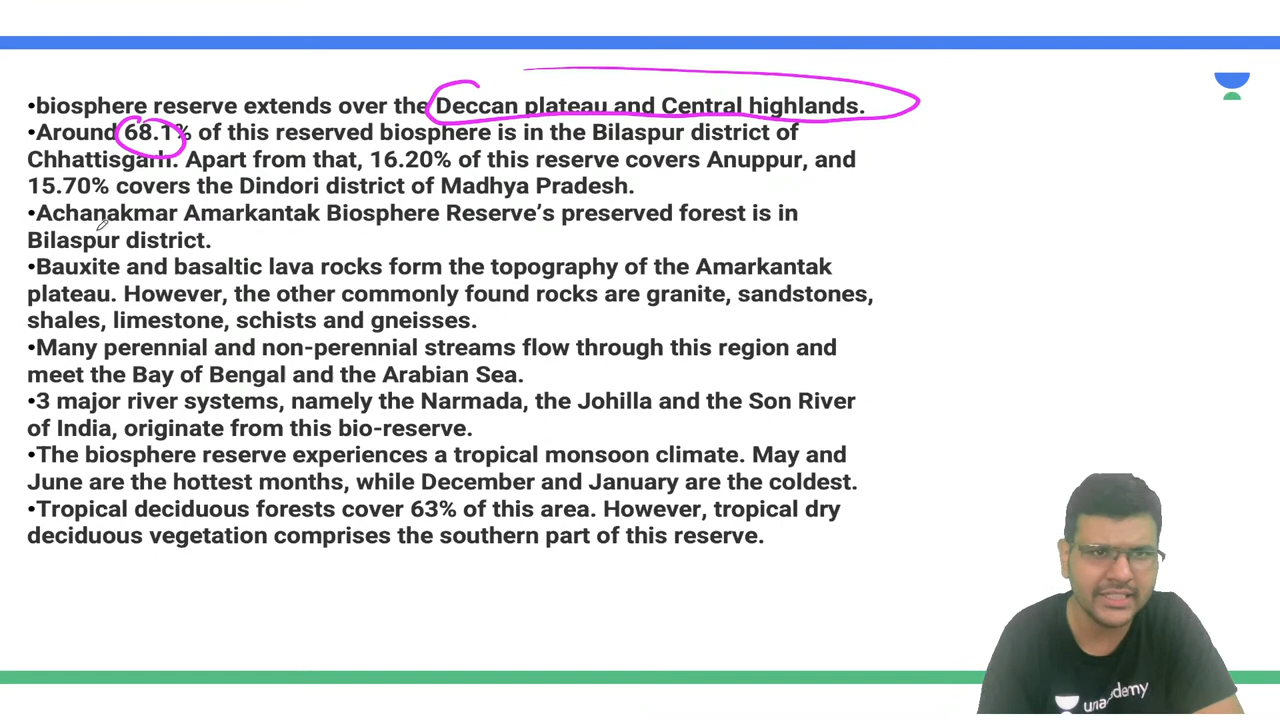 •biosphere reserve extends over the Deccan plateau and Central highlands.
•Around 68.1% of this reserved biosphere is in the Bilaspur district of
Chhattisgarh. Apart from that, 16.20% of this reserve covers Anuppur, and
15.70% covers the Dindori district of Madhya Pradesh.
•Achanakmar Amarkantak Biosphere Reserve’s preserved forest is in
Bilaspur district.
•Bauxite and basaltic lava rocks form the topography of the Amarkantak
plateau. However, the other commonly found rocks are granite, sandstones,
shales, limestone, schists and gneisses.
•Many perennial and non-perennial streams flow through this region and
meet the Bay of Bengal and the Arabian Sea.
•3 major river systems, namely the Narmada, the Johilla and the Son River
of India, originate from this bio-reserve.
•The biosphere reserve experiences a tropical monsoon climate. May and
June are the hottest months, while December and January are the coldest.
•Tropical deciduous forests cover 63% of this area. However, tropical dry
deciduous vegetation comprises the southern part of this reserve.
unacademy